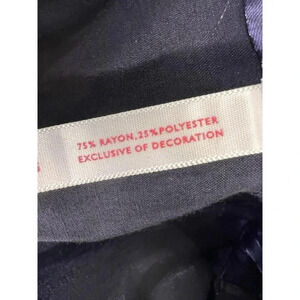 75% RAYON, 25% POLYESTER
EXCLUSIVE OF DECORATION